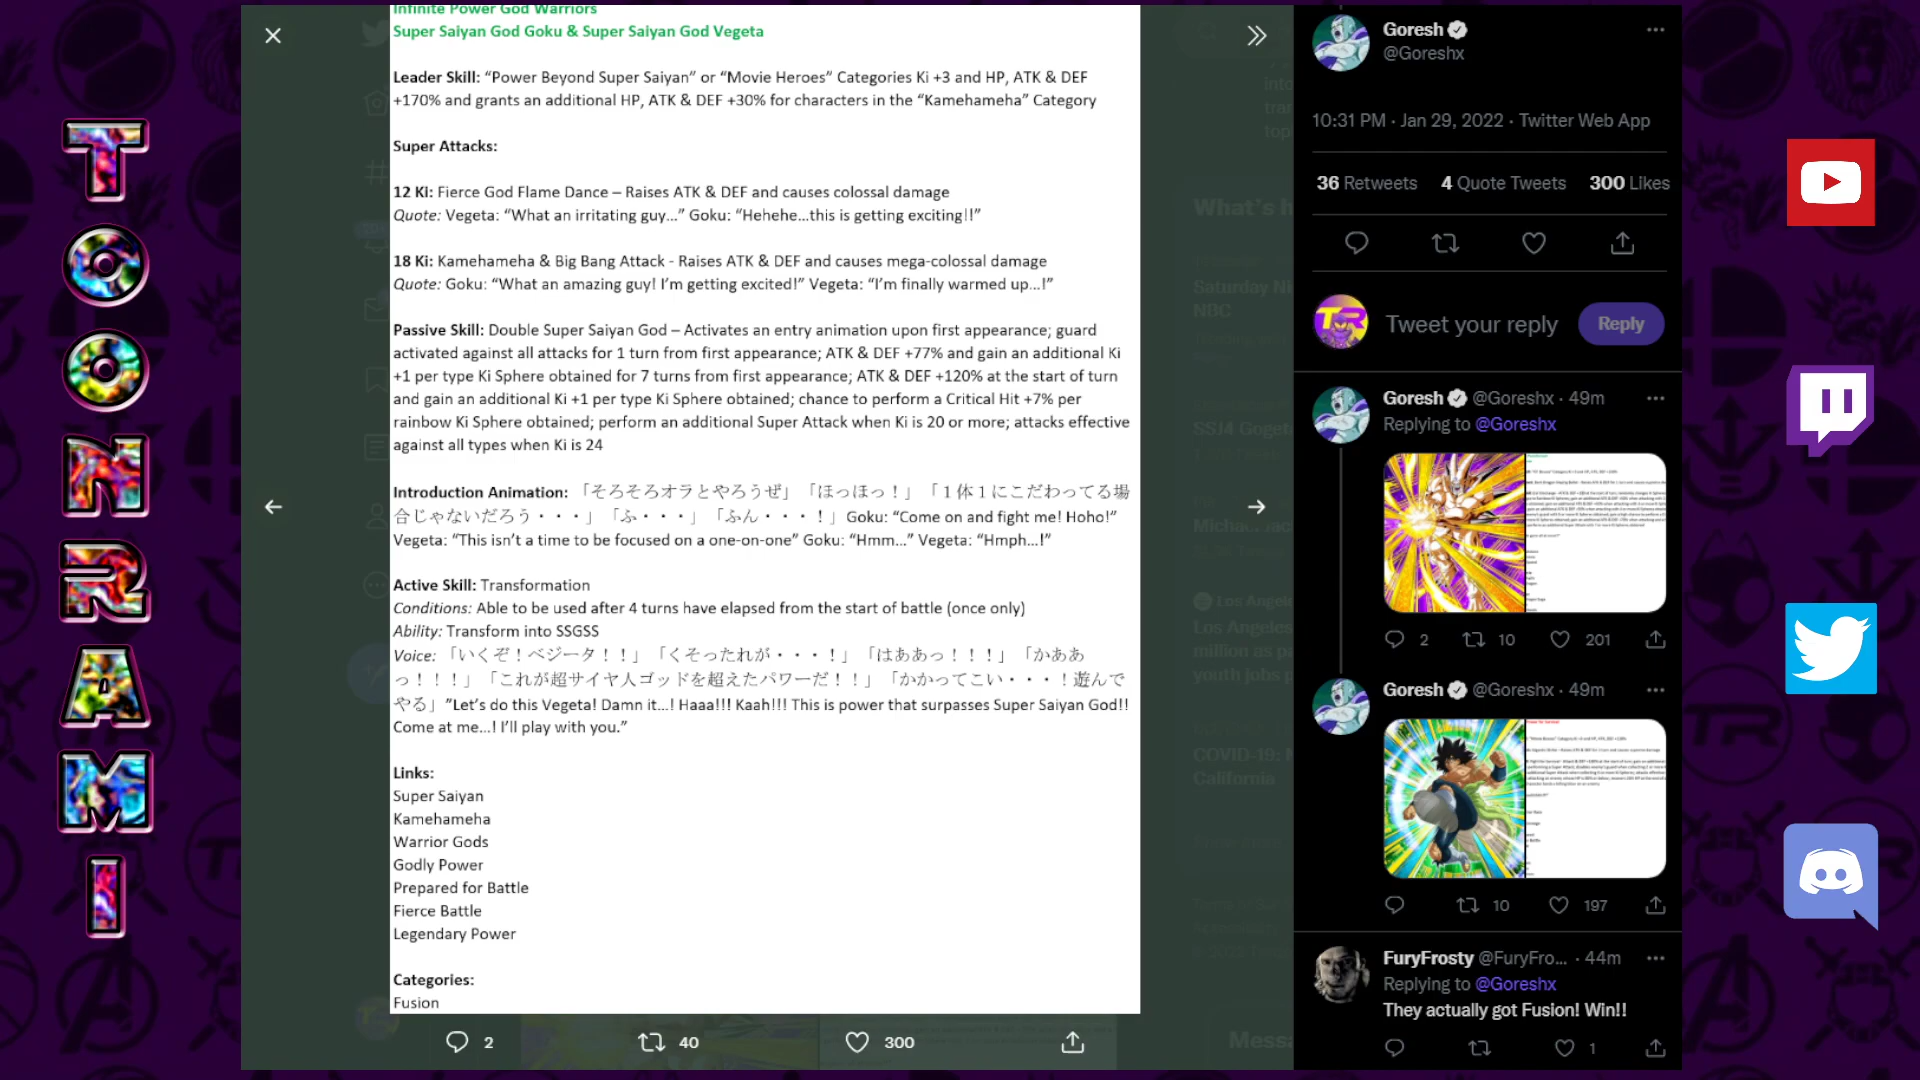 TOONRAMI
Infinite Power God Warriors
Super Saiyan God Goku & Super Saiyan God Vegeta
Leader Skill: “Power Beyond Super Saiyan” or “Movie Heroes” Categories Ki +3 and HP, ATK & DEF
+170% and grants an additional HP, ATK & DEF +30% for characters in the “Kamehameha” Category
Super Attacks:
12 Ki: Fierce God Flame Dance – Raises ATK & DEF and causes colossal damage
Quote: Vegeta: “What an irritating guy…” Goku: “Hehehe…this is getting exciting!!”
18 Ki: Kamehameha & Big Bang Attack - Raises ATK & DEF and causes mega-colossal damage
Quote: Goku: “What an amazing guy! I’m getting excited!” Vegeta: “I’m finally warmed up…!”
Passive Skill: Double Super Saiyan God – Activates an entry animation upon first appearance; guard
activated against all attacks for 1 turn from first appearance; ATK & DEF +77% and gain an additional Ki
+1 per type Ki Sphere obtained for 7 turns from first appearance; ATK & DEF +120% at the start of turn
and gain an additional Ki +1 per type Ki Sphere obtained; chance to perform a Critical Hit +7% per
rainbow Ki Sphere obtained; perform an additional Super Attack when Ki is 20 or more; attacks effective
against all types when Ki is 24
Introduction Animation: 「そろそろオラとやろうぜ」「ほっほっ！」「１体１にこだわってる場
合じゃないだろう・・・」「ふ・・・」「ふん・・・！」Goku: “Come on and fight me! Hoho!”
Vegeta: “This isn’t a time to be focused on a one-on-one” Goku: “Hmm…” Vegeta: “Hmph…!”
Active Skill: Transformation
Conditions: Able to be used after 4 turns have elapsed from the start of battle (once only)
Ability: Transform into SSGSS
Voice: 「いくぞ！ベジータ！！」「くそったれが・・・！」「はああっ！！！」「かああ
っ！！！」「これが超サイヤ人ゴッドを超えたパワーだ！！」「かかってこい・・・！遊んで
やる」”Let’s do this Vegeta! Damn it…! Haaa!!! Kaah!!! This is power that surpasses Super Saiyan God!!
Come at me…! I’ll play with you.”
Links:
Super Saiyan
Kamehameha
Warrior Gods
Godly Power
Prepared for Battle
Fierce Battle
Legendary Power
Categories:
Fusion
2 40 300
Goresh
@Goreshx
10:31 PM · Jan 29, 2022 · Twitter Web App
36 Retweets 4 Quote Tweets 300 Likes
TR
Tweet your reply
Reply
Goresh @Goreshx · 49m
Replying to @Goreshx
2 10 201
Goresh @Goreshx · 49m
10 197
FuryFrosty @FuryFro... · 44m
Replying to @Goreshx
They actually got Fusion! Win!!
1